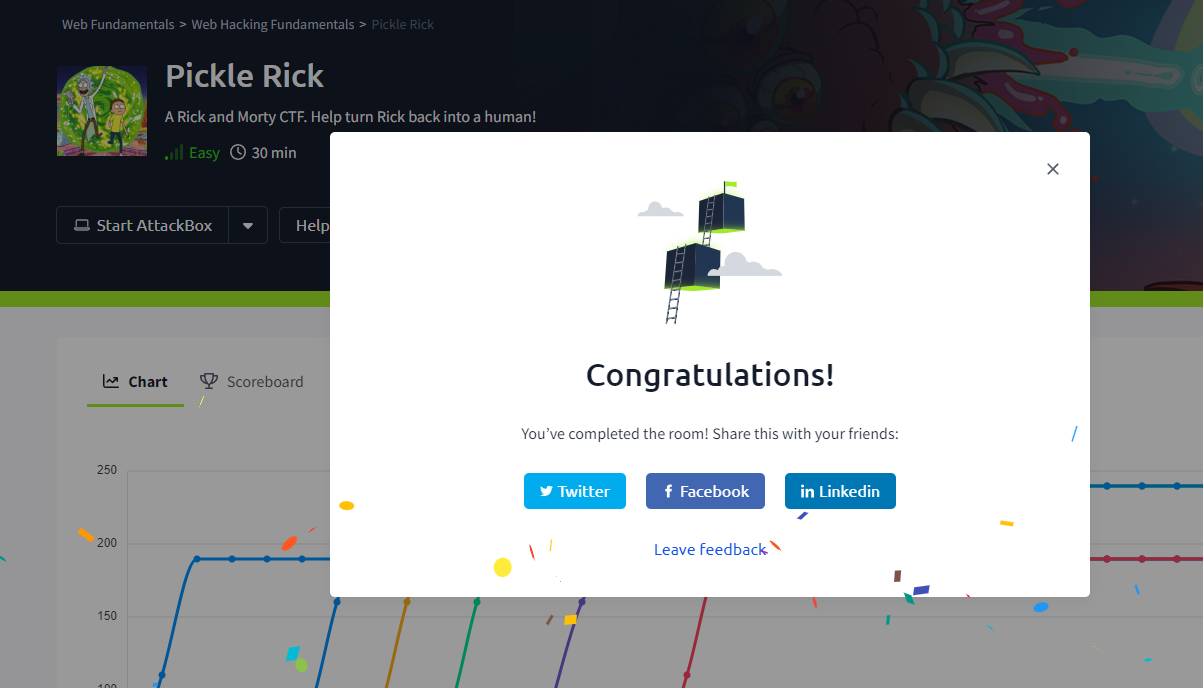 Web Fundamentals > Web Hacking Fundamentals > Pickle Rick
Pickle Rick
A Rick and Morty CTF. Help turn Rick back into a human!
Easy 30 min
Start AttackBox Help
Chart Scoreboard
Congratulations!
You’ve completed the room! Share this with your friends:
Twitter Facebook Linkedin
Leave feedback
250
200
150
100